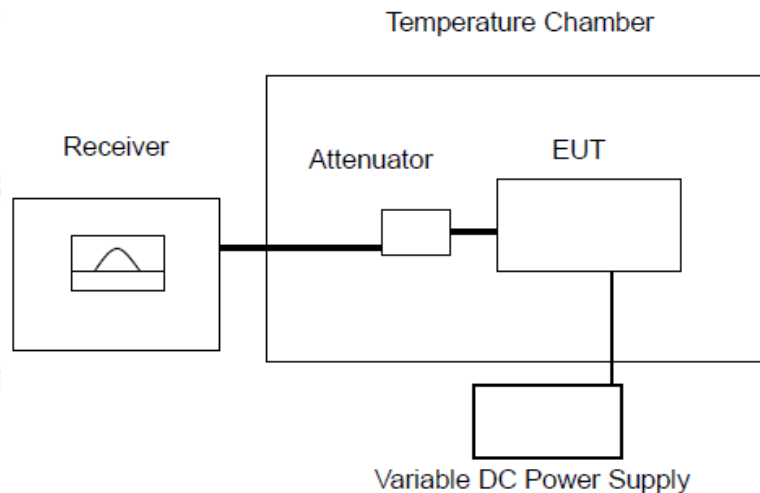 Temperature Chamber
Receiver
Attenuator
EUT
Variable DC Power Supply